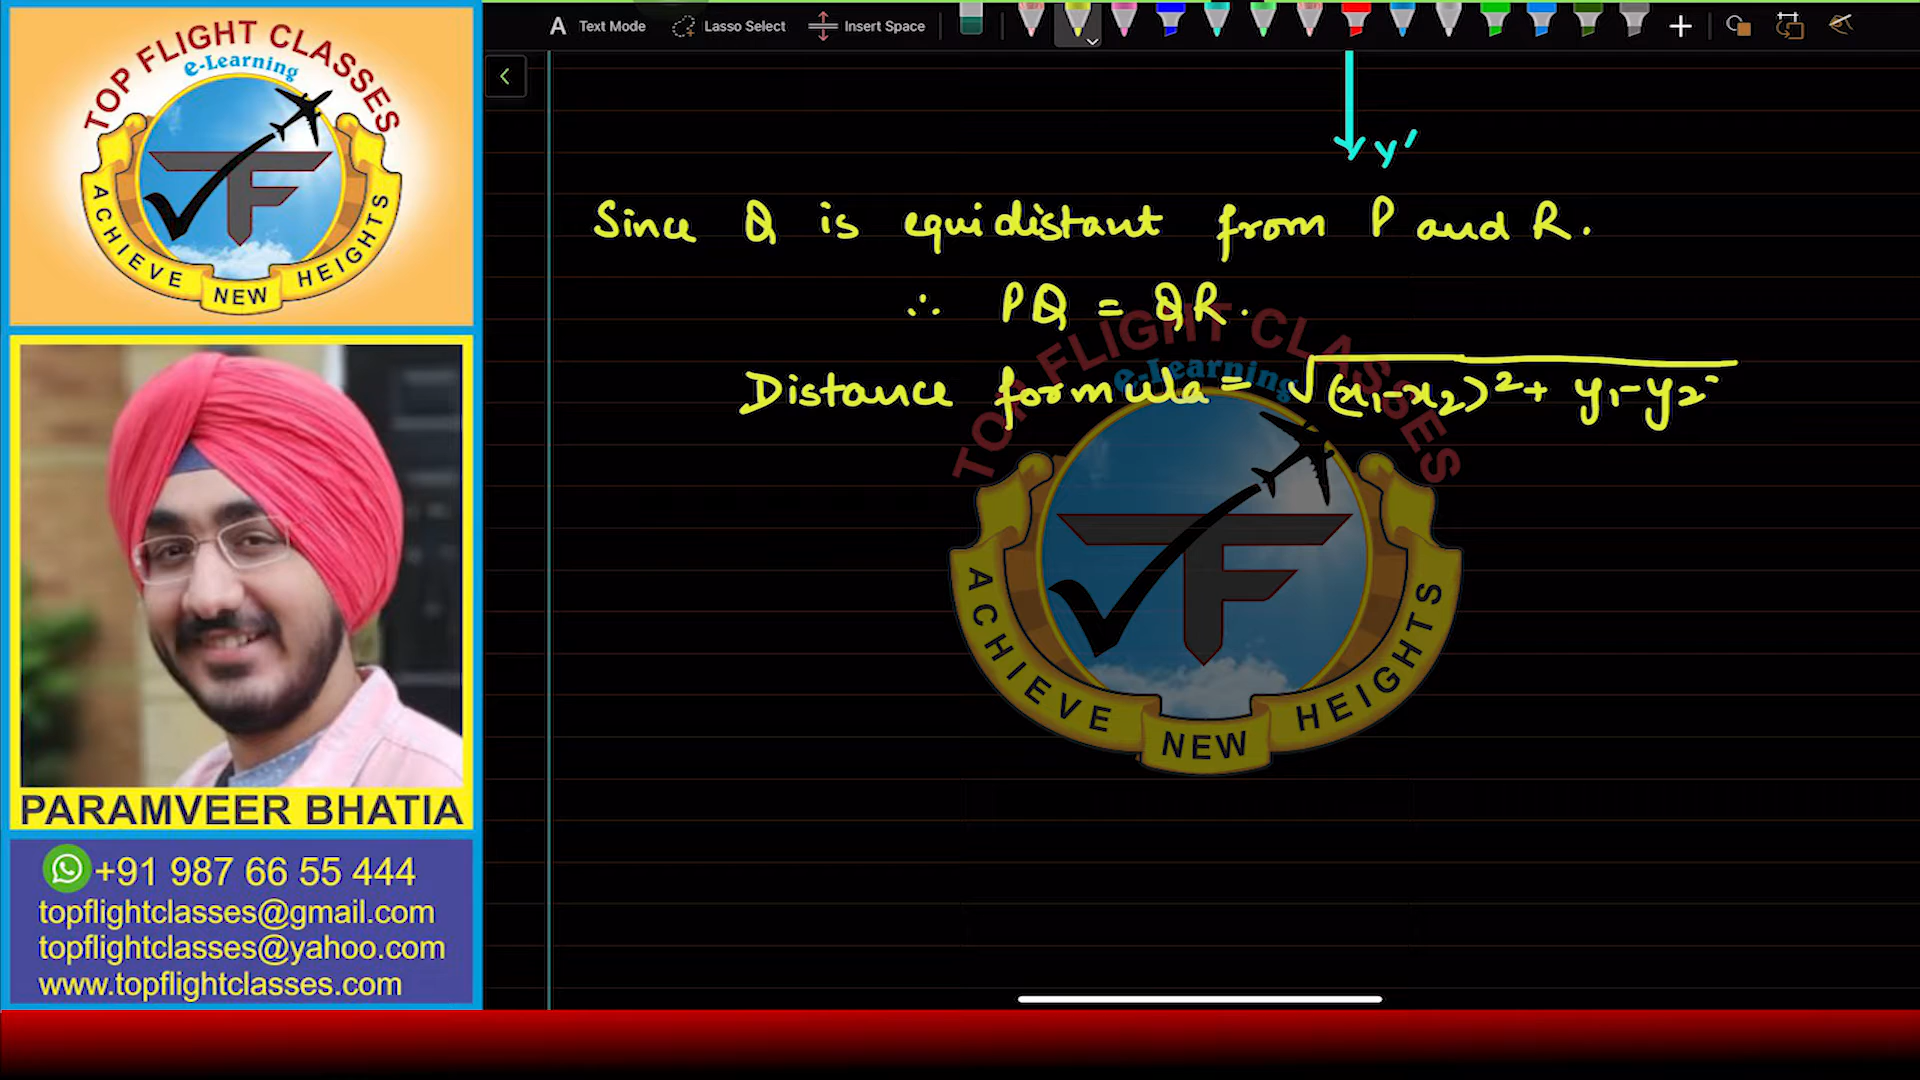 TOP FLIGHT CLASSES
e-Learning
TF
ACHIEVE NEW HEIGHTS
PARAMVEER BHATIA
+91 987 66 55 444
topflightclasses@gmail.com
topflightclasses@yahoo.com
www.topflightclasses.com
A Text Mode Lasso Select Insert Space
y'
Since Q is equidistant from P and R.
∴ PQ = QR.
Distance formula = √(x₁-x₂)²+ y₁-y₂
TOP FLIGHT CLASSES
e-Learning
TF
ACHIEVE NEW HEIGHTS